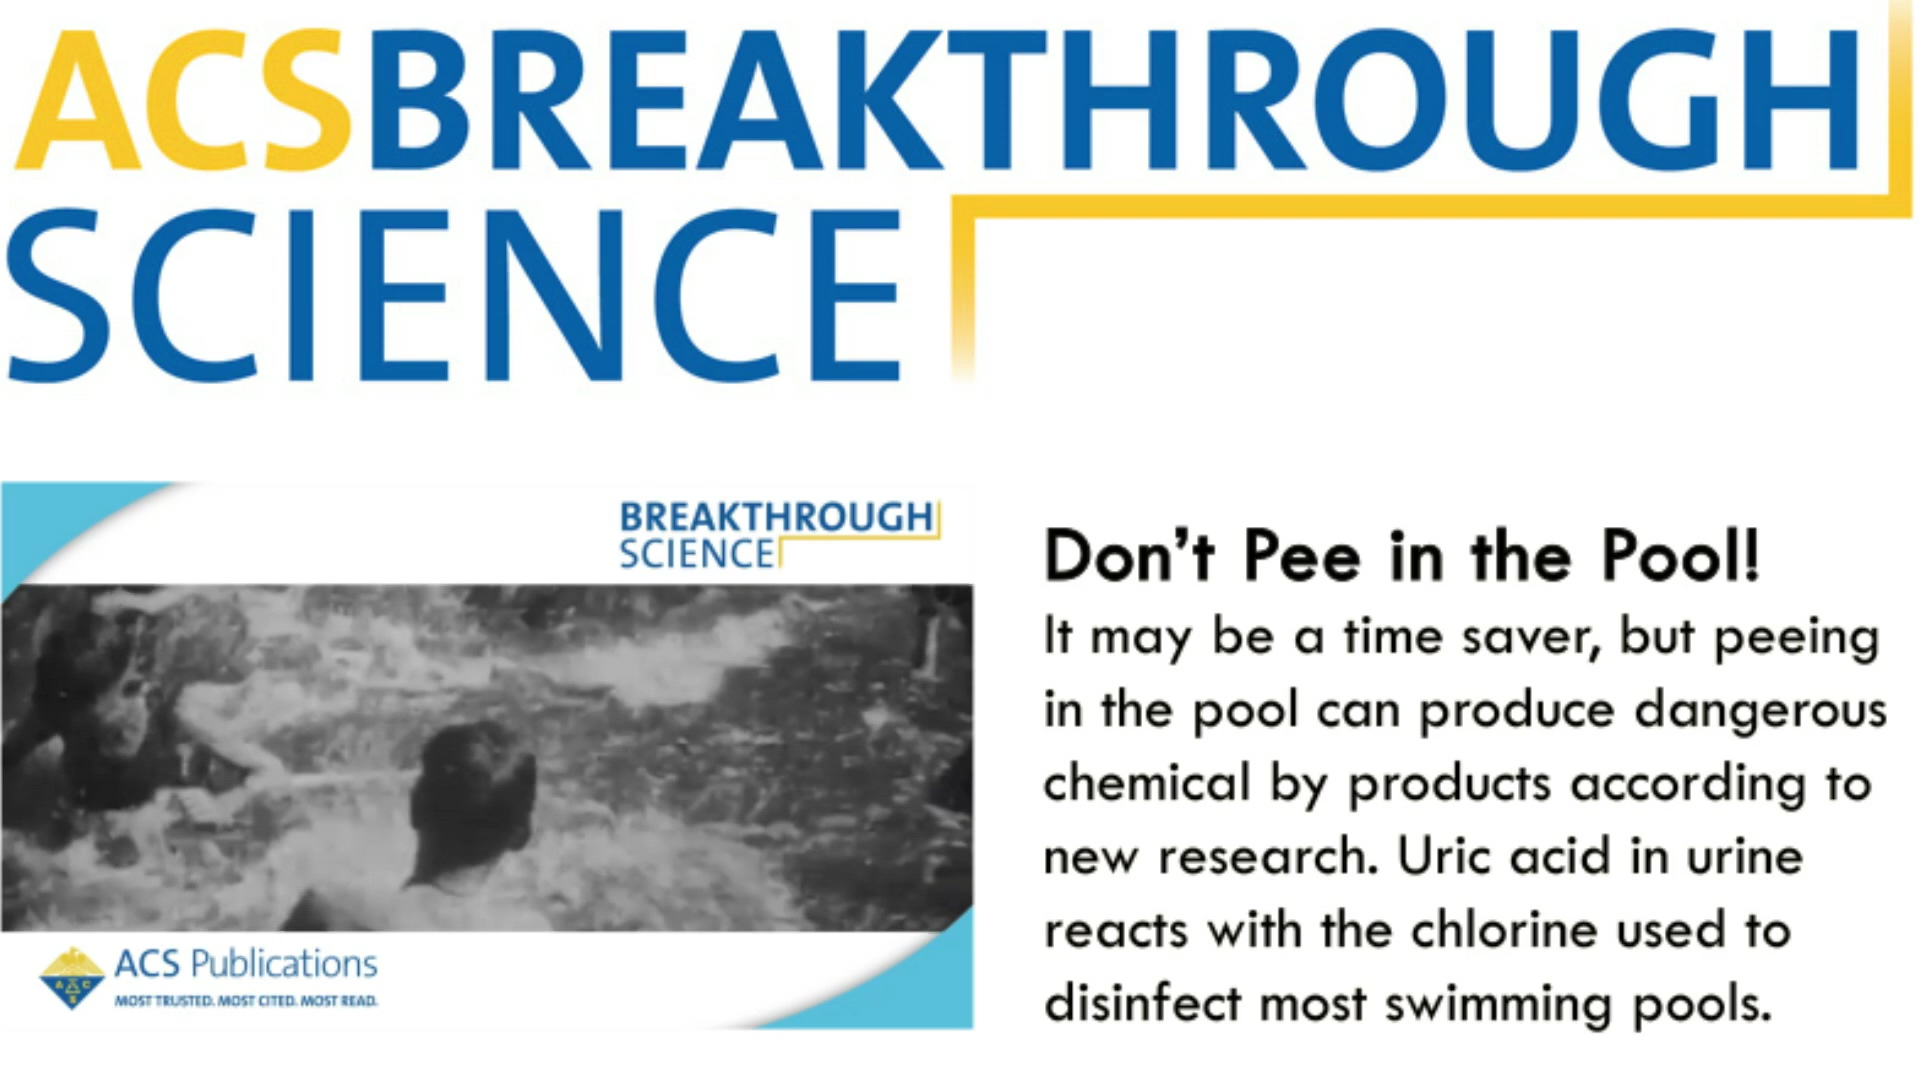 ACSBREAKTHROUGH
SCIENCE
BREAKTHROUGH
SCIENCE
ACS Publications
MOST TRUSTED. MOST CITED. MOST READ.
Don't Pee in the Pool!
It may be a time saver, but peeing
in the pool can produce dangerous
chemical by products according to
new research. Uric acid in urine
reacts with the chlorine used to
disinfect most swimming pools.